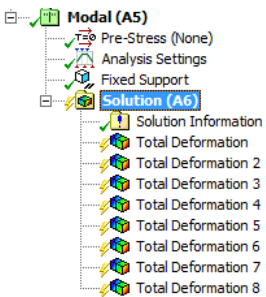 Modal (A5)
T=0 Pre-Stress (None)
Analysis Settings
Fixed Support
Solution (A6)
Solution Information
Total Deformation
Total Deformation 2
Total Deformation 3
Total Deformation 4
Total Deformation 5
Total Deformation 6
Total Deformation 7
Total Deformation 8